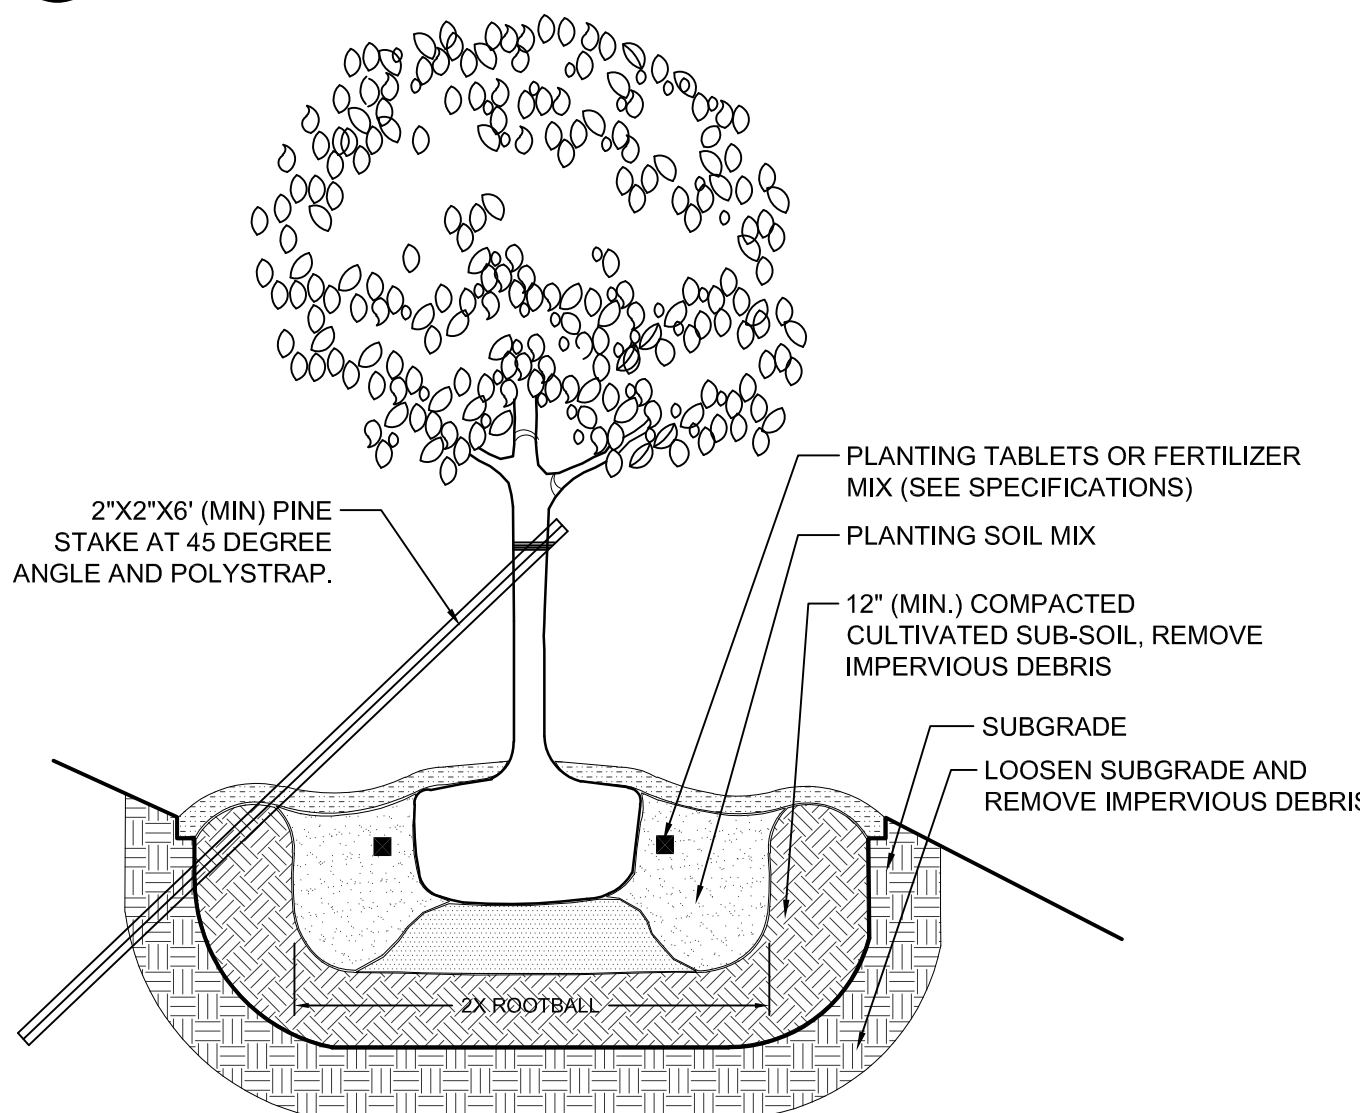 PLANTING TABLETS OR FERTILIZER
MIX (SEE SPECIFICATIONS)
2"X2"X6' (MIN) PINE
STAKE AT 45 DEGREE
ANGLE AND POLYSTRAP.
PLANTING SOIL MIX
12" (MIN.) COMPACTED
CULTIVATED SUB-SOIL, REMOVE
IMPERVIOUS DEBRIS
SUBGRADE
LOOSEN SUBGRADE AND
REMOVE IMPERVIOUS DEBRIS
2X ROOTBALL